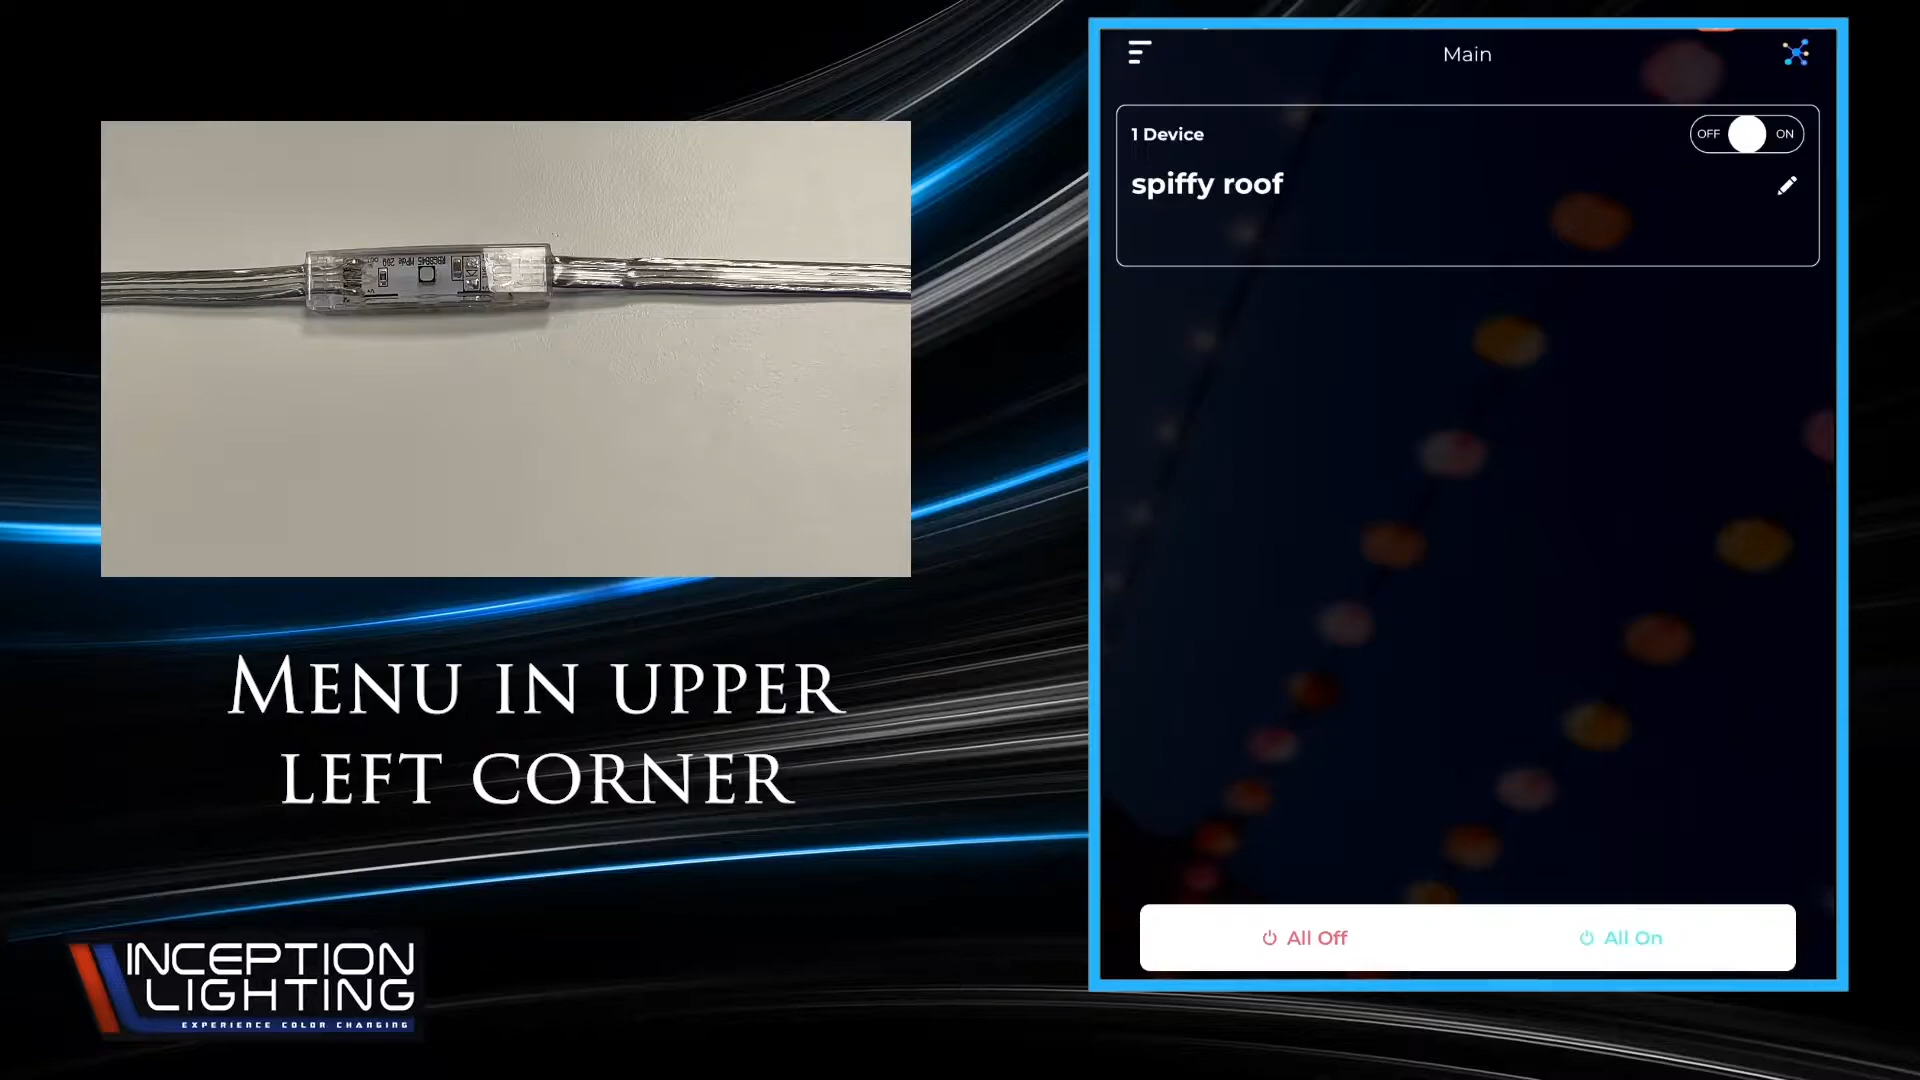 Main
1 Device
OFF ON
spiffy roof
MENU IN UPPER
LEFT CORNER
All Off All On
INCEPTION
LIGHTING
EXPERIENCE COLOR CHANGING